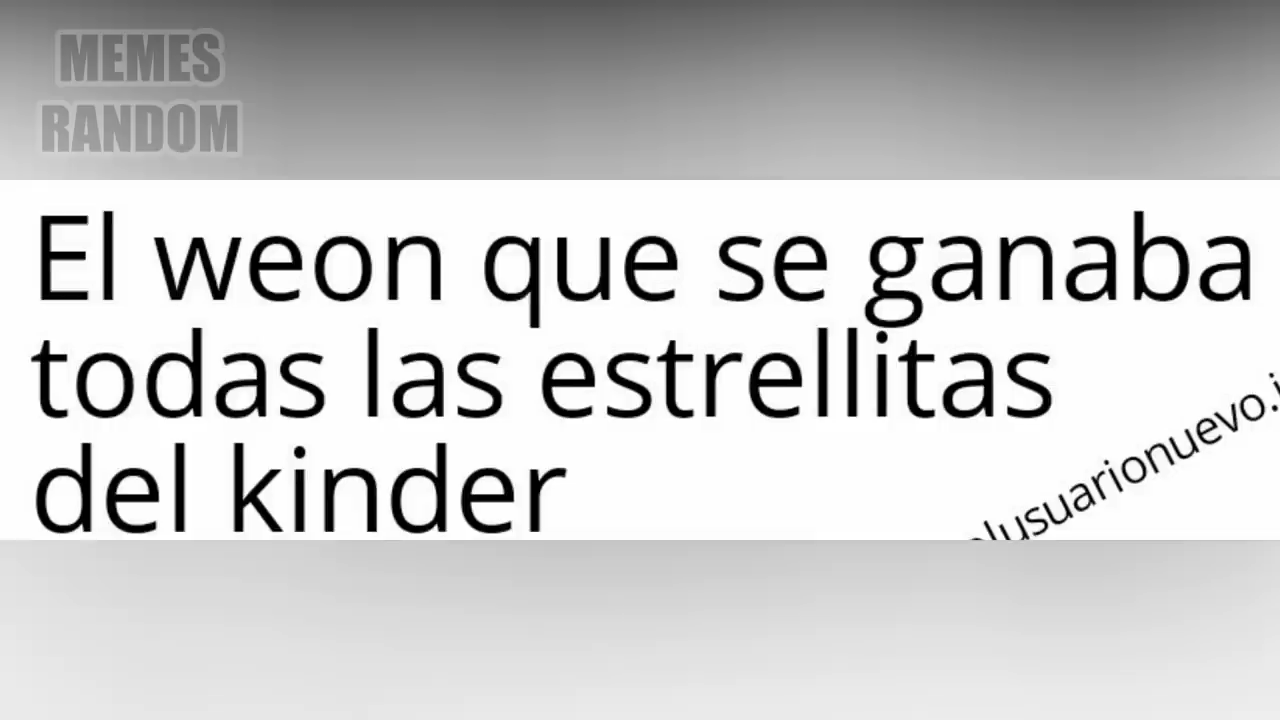 MEMES
RANDOM
El weon que se ganaba
todas las estrellitas
del kinder